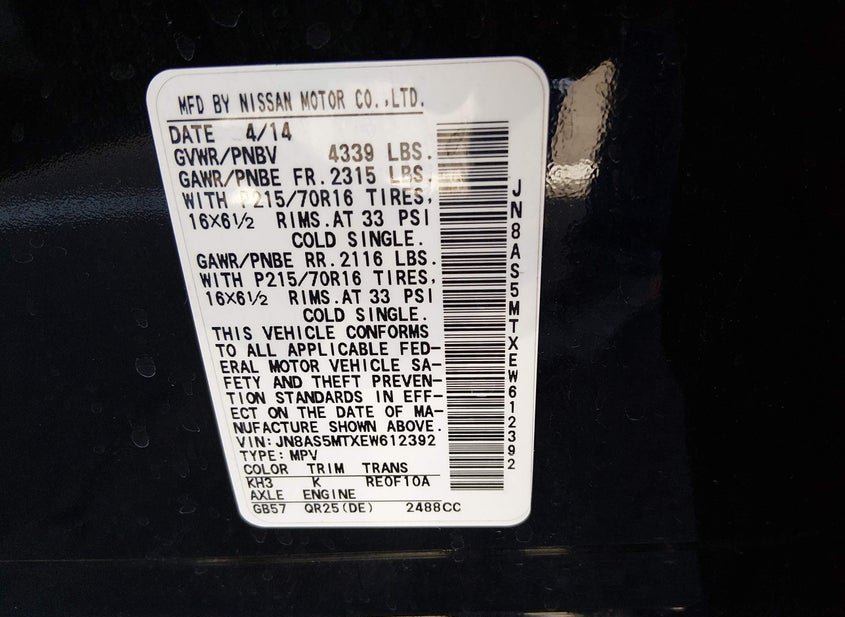 MFD BY NISSAN MOTOR CO.,LTD.
DATE 4/14
GVWR/PNBV 4339 LBS.
GAWR/PNBE FR.2315 LBS.
WITH P215/70R16 TIRES,
16X6½ RIMS.AT 33 PSI
COLD SINGLE.
GAWR/PNBE RR.2116 LBS.
WITH P215/70R16 TIRES,
16X6½ RIMS.AT 33 PSI
COLD SINGLE.
THIS VEHICLE CONFORMS
TO ALL APPLICABLE FED-
ERAL MOTOR VEHICLE SA-
FETY AND THEFT PREVEN-
TION STANDARDS IN EFF-
ECT ON THE DATE OF MA-
NUFACTURE SHOWN ABOVE.
VIN:JN8AS5MTXEW612392
TYPE:MPV
COLOR TRIM TRANS
KH3 K RE0F10A
AXLE ENGINE
GB57 QR25(DE) 2488CC
JN8AS5MTXEW612392